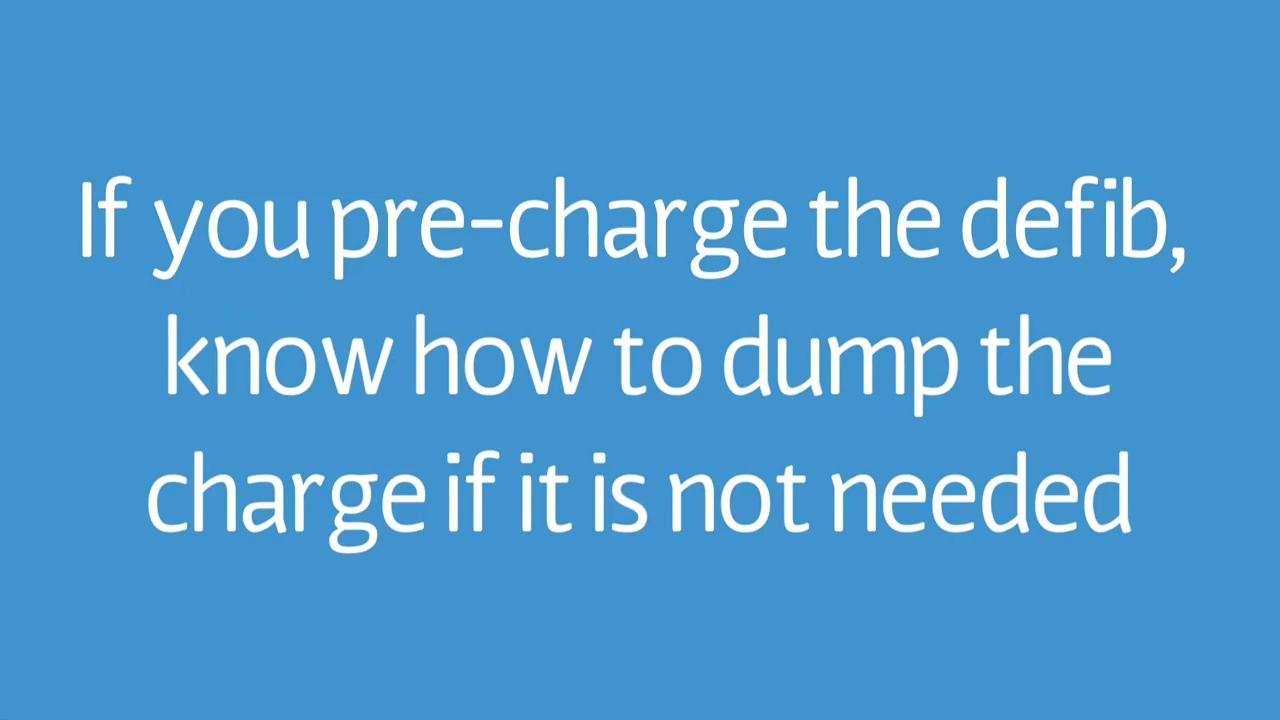 If you pre-charge the defib,
know how to dump the
charge if it is not needed